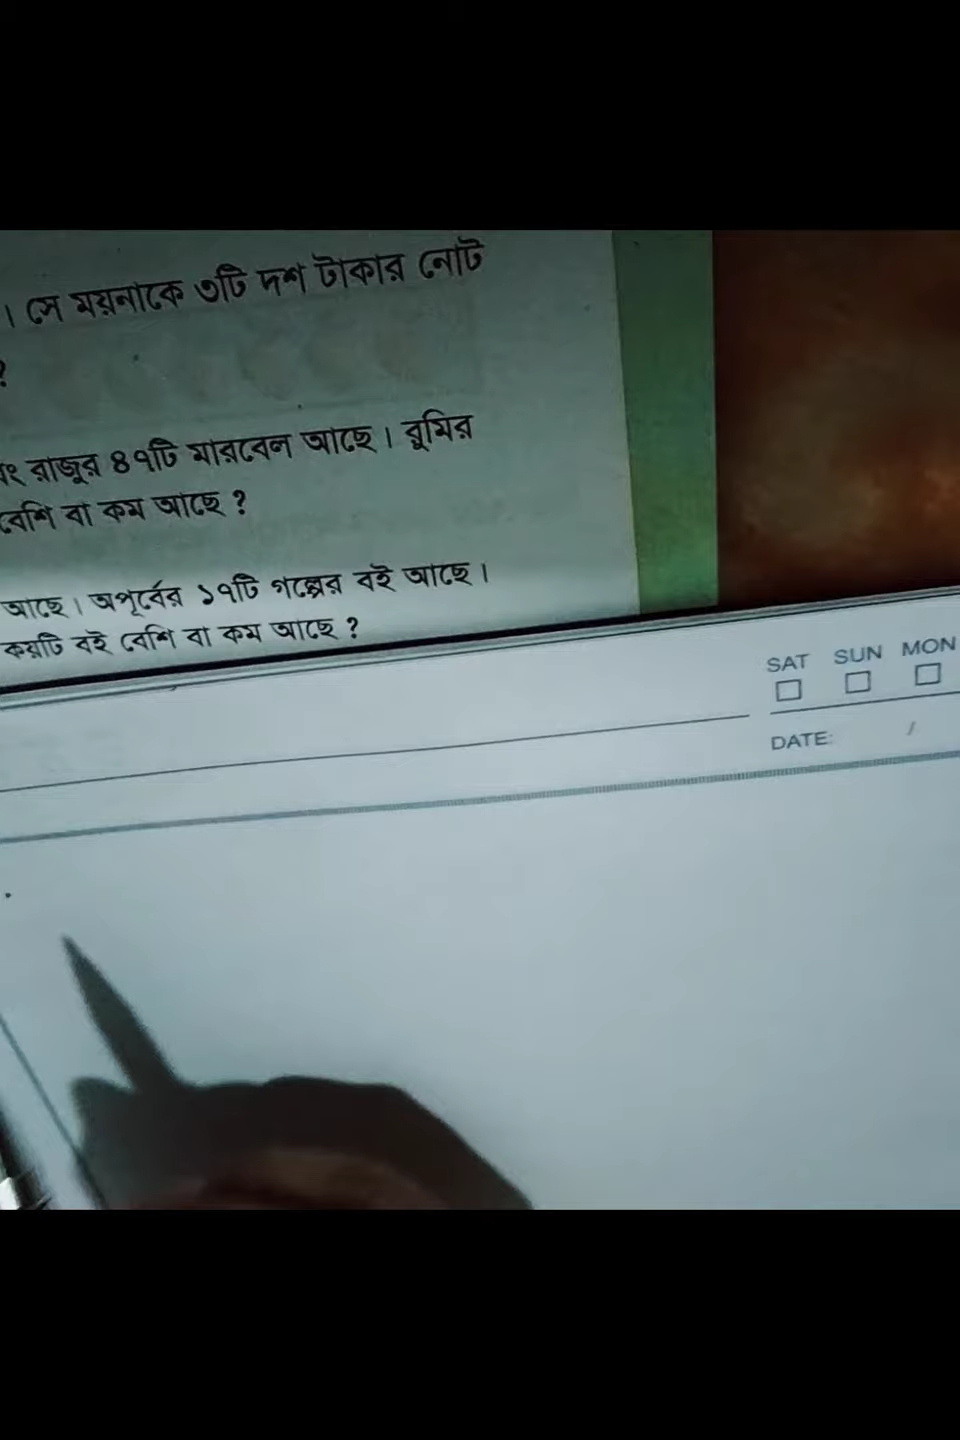 । সে ময়নাকে ৩টি দশ টাকার নোট
?
রাজুর ৪৭টি মারবেল আছে। রুমির
বেশি বা কম আছে ?
আছে। অপূর্বের ১৭টি গল্পের বই আছে।
কয়টি বই বেশি বা কম আছে ?
SAT SUN MON
DATE: /